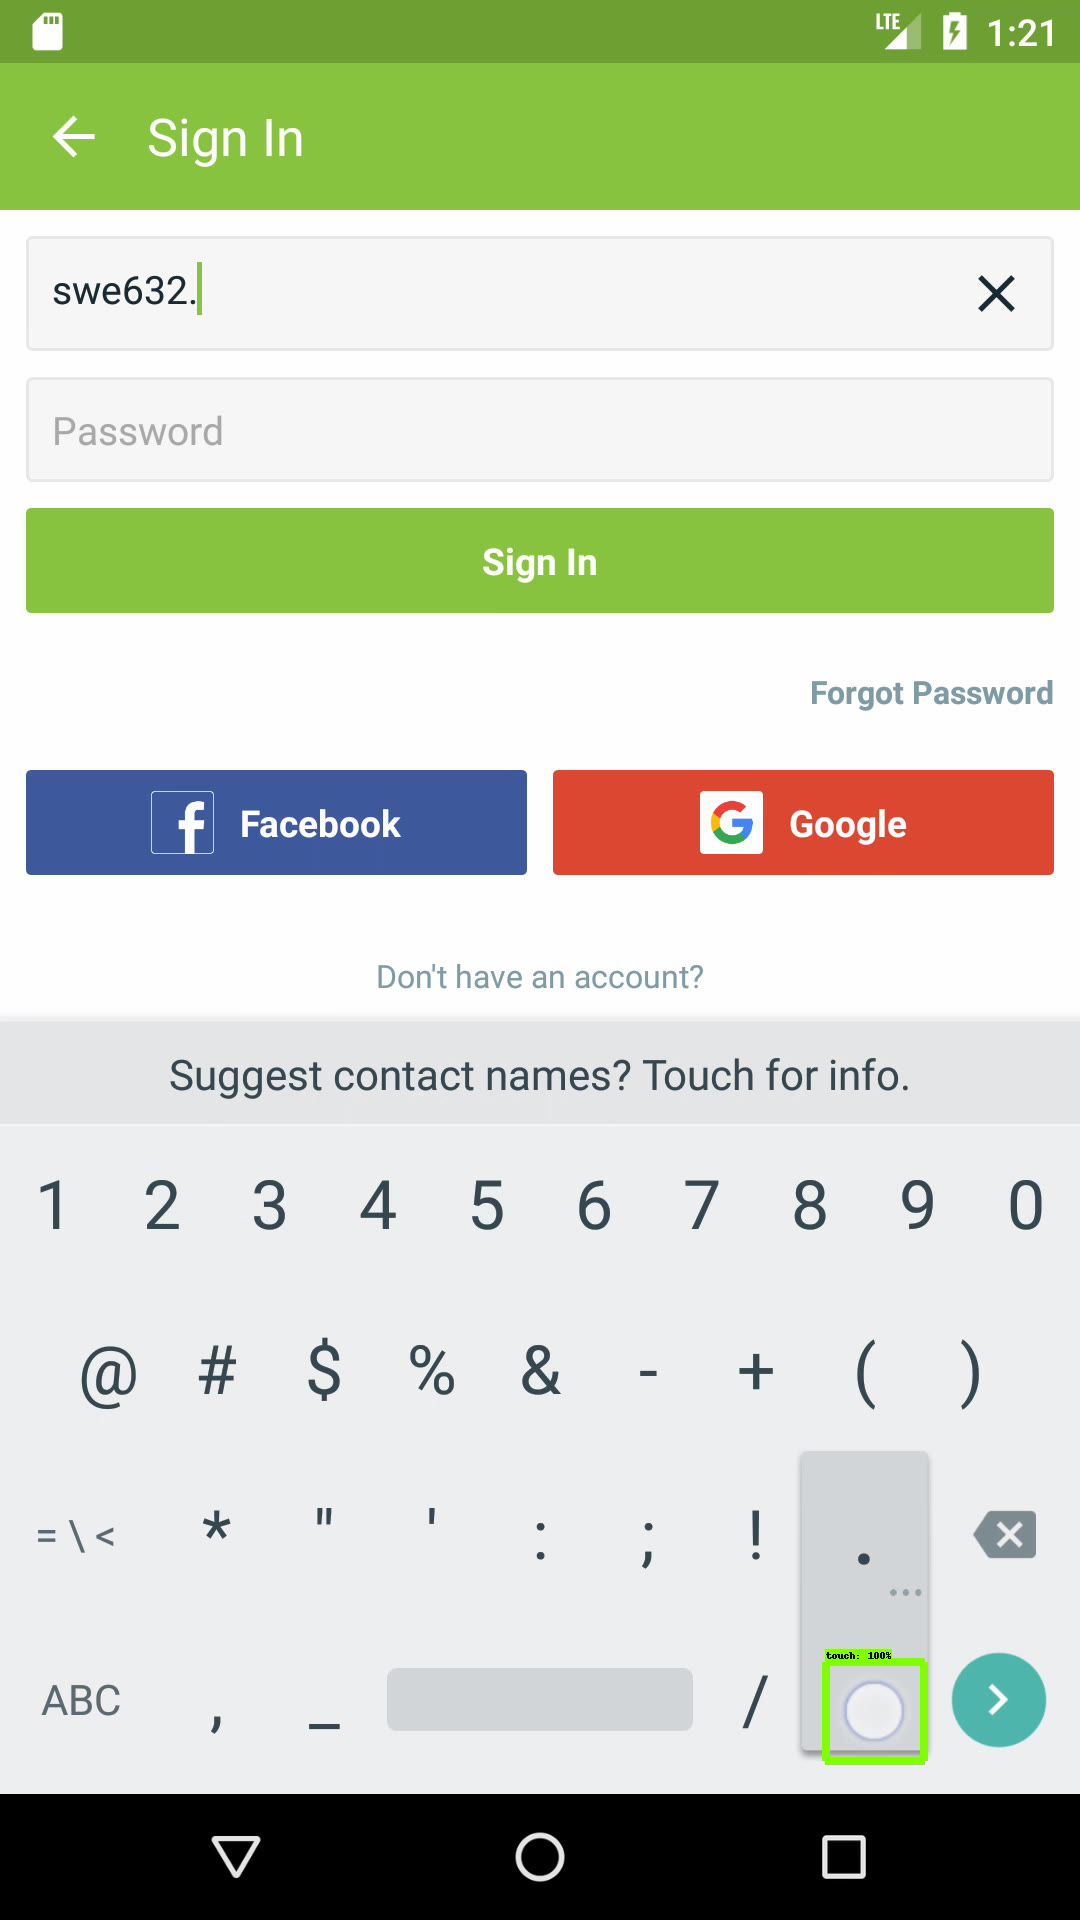 LTE 1:21
Sign In
swe632.
Password
Sign In
Forgot Password
Facebook Google
Don't have an account?
Suggest contact names? Touch for info.
1 2 3 4 5 6 7 8 9 0
@ # $ % & - + ( )
= \ < * " ' : ; ! .
...
touch: 100%
ABC , _ /